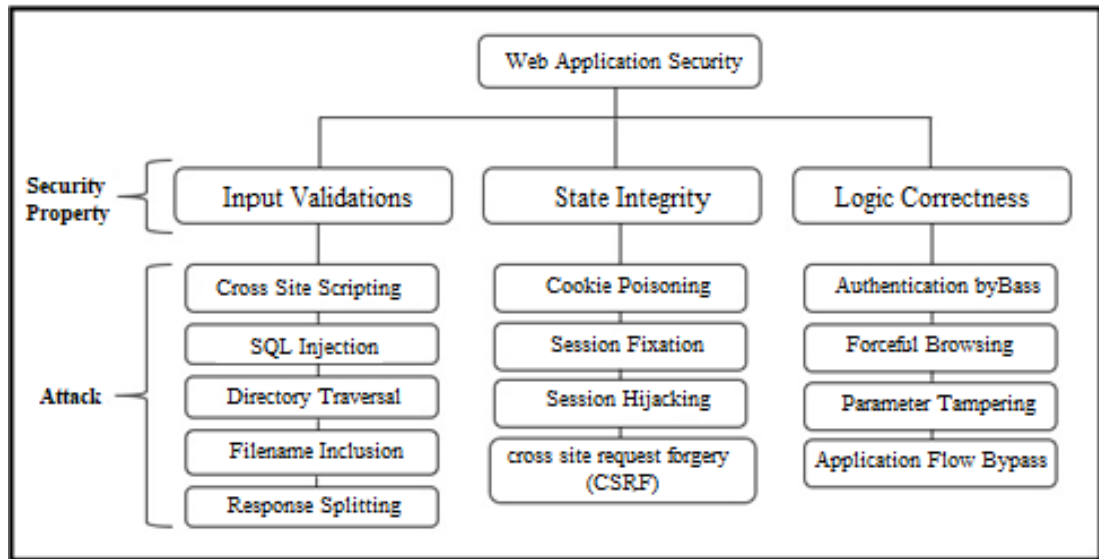 Web Application Security
Security
Property
Input Validations
State Integrity
Logic Correctness
Attack
Cross Site Scripting
SQL Injection
Directory Traversal
Filename Inclusion
Response Splitting
Cookie Poisoning
Session Fixation
Session Hijacking
cross site request forgery
(CSRF)
Authentication byBass
Forceful Browsing
Parameter Tampering
Application Flow Bypass